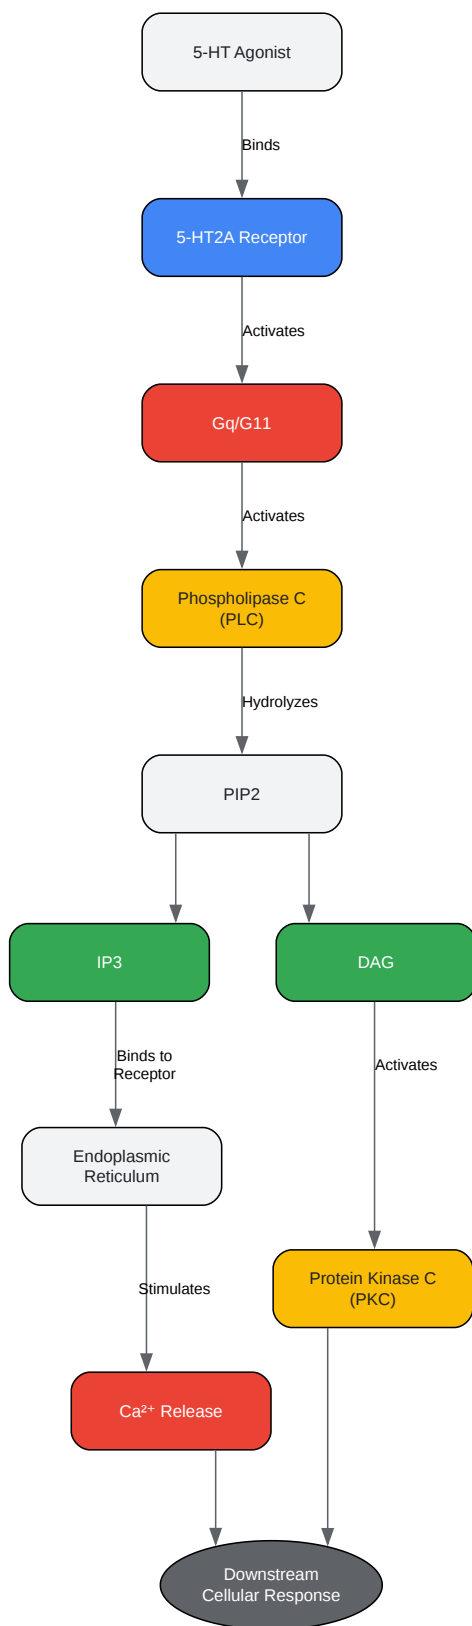 5-HT Agonist
Binds
5-HT2A Receptor
Activates
Gq/G11
Activates
Phospholipase C
(PLC)
Hydrolyzes
PIP2
IP3
DAG
Binds to
Receptor
Activates
Endoplasmic
Reticulum
Stimulates
Protein Kinase C
(PKC)
Ca²⁺ Release
Downstream
Cellular Response